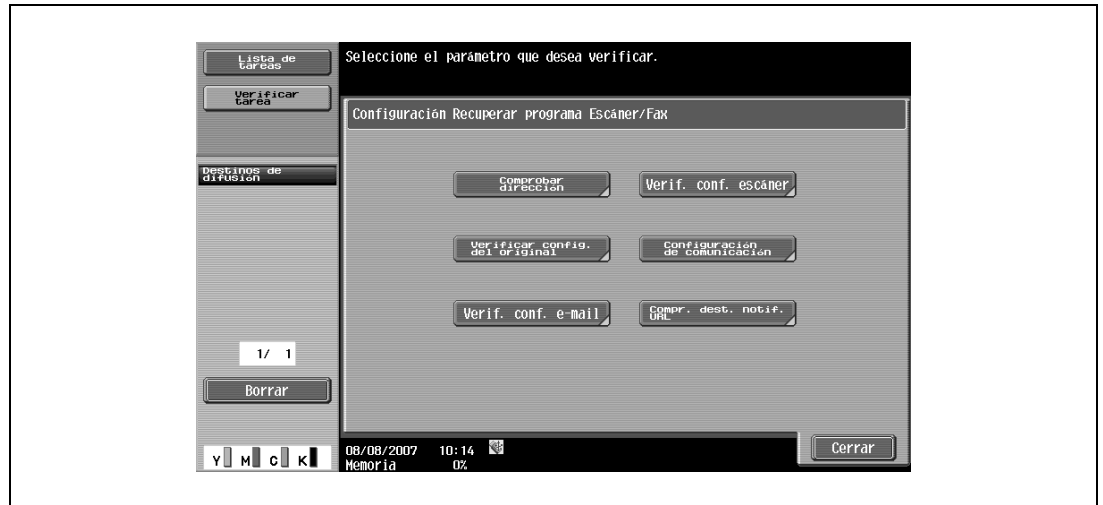 Lista de
tareas
Seleccione el parámetro que desea verificar.
Verificar
tarea
Configuración Recuperar programa Escáner/Fax
Destinos de
difusión
Comprobar
dirección
Verif. conf. escáner
Verificar config.
del original
Configuración
de comunicación
Verif. conf. e-mail
Compr. dest. notif.
URL
1/ 1
Borrar
Y M C K
08/08/2007 10:14
Memoria 0%
Cerrar